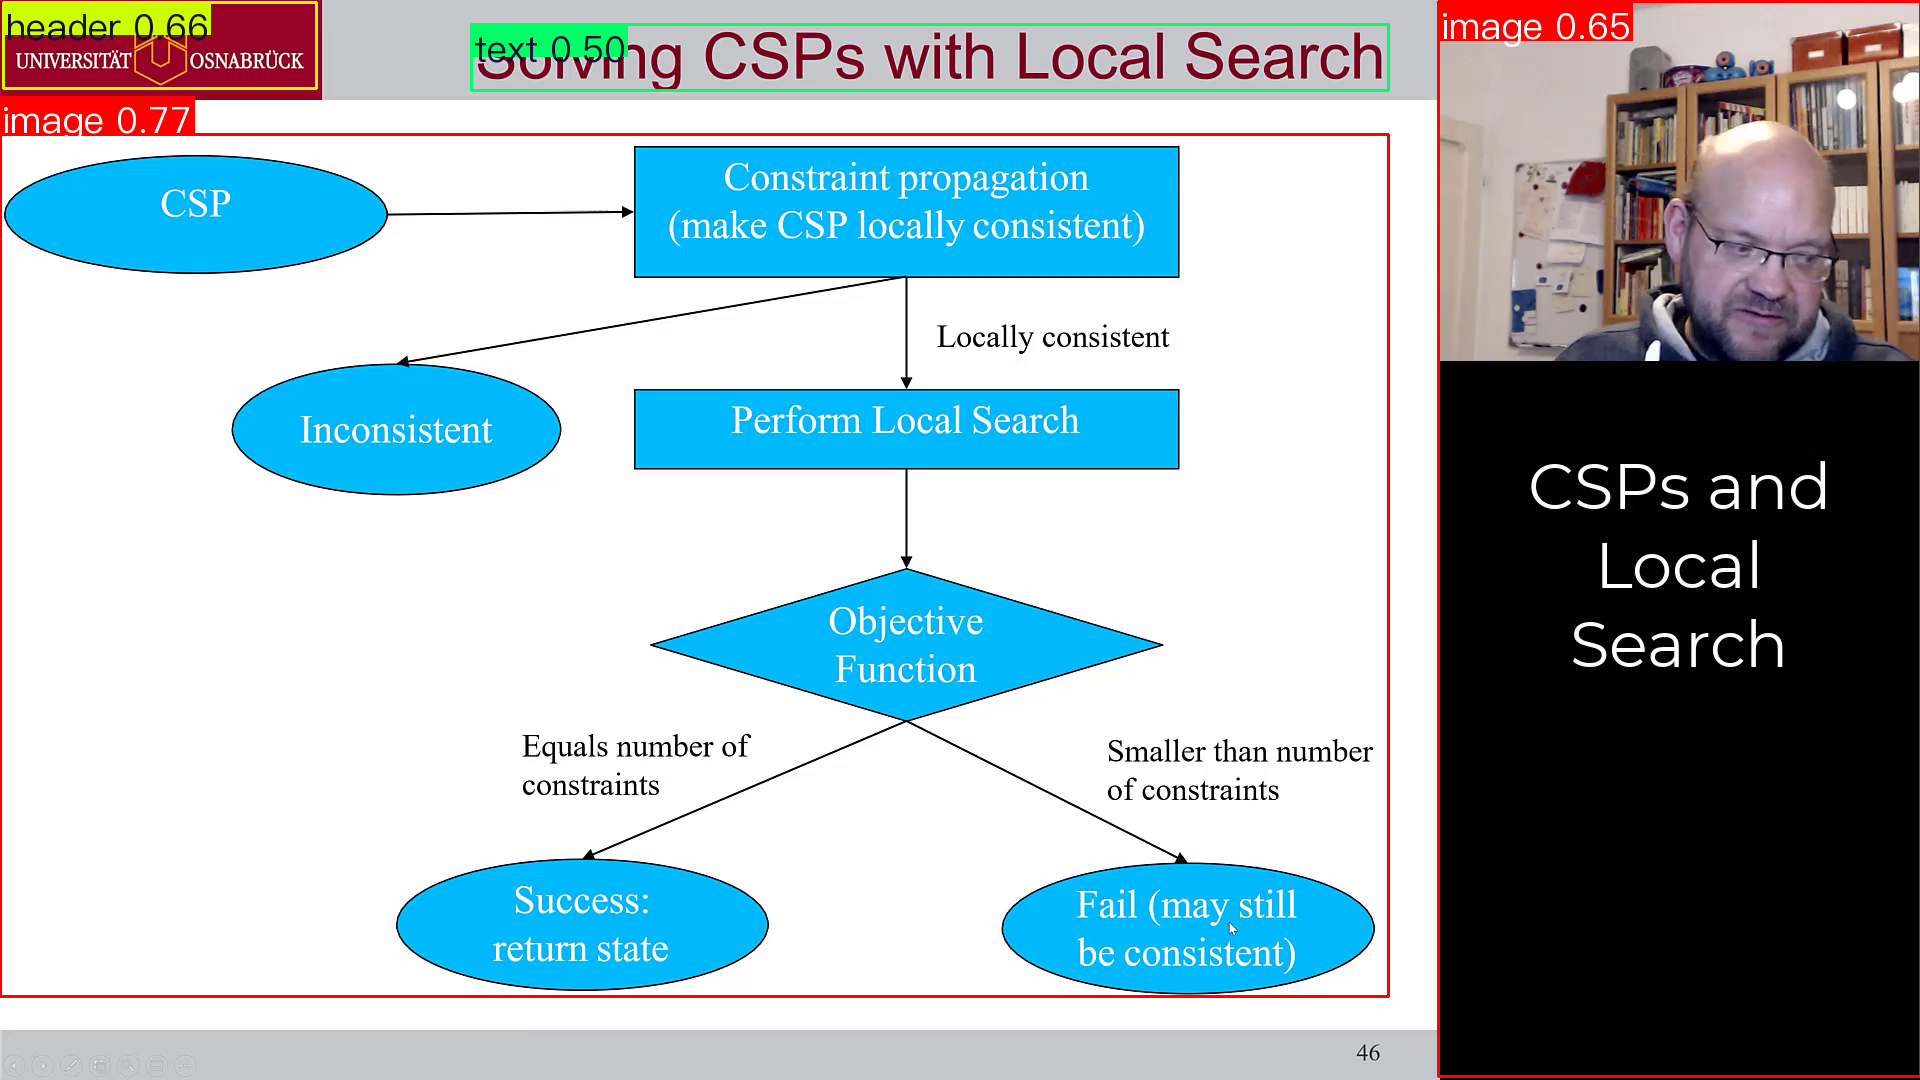 header 0.66
UNIVERSITÄT OSNABRÜCK
text 0.50
Solving CSPs with Local Search
image 0.65
image 0.77
CSP
Constraint propagation
(make CSP locally consistent)
Locally consistent
Inconsistent
Perform Local Search
Objective
Function
Equals number of
constraints
Smaller than number
of constraints
Success:
return state
Fail (may still
be consistent)
46
CSPs and
Local
Search